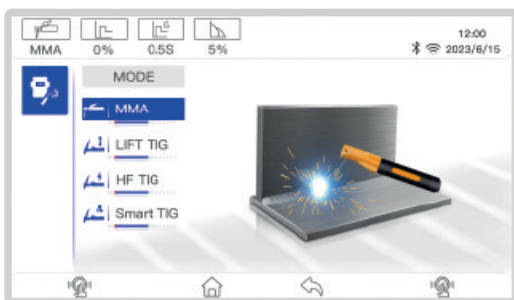 12:00
MMA 0% 0.5S 5% 2023/6/15
MODE
MMA
LIFT TIG
HF TIG
Smart TIG